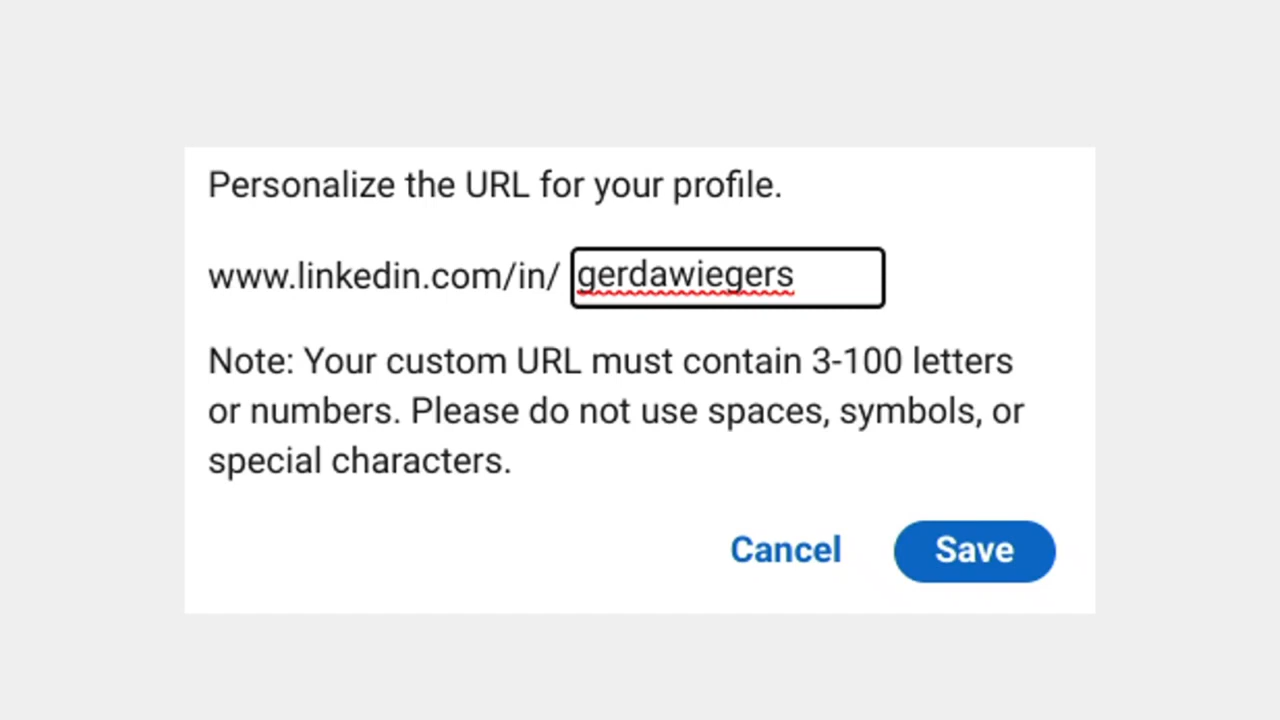 Personalize the URL for your profile.
www.linkedin.com/in/ gerdawiegers
Note: Your custom URL must contain 3-100 letters
or numbers. Please do not use spaces, symbols, or
special characters.
Cancel Save